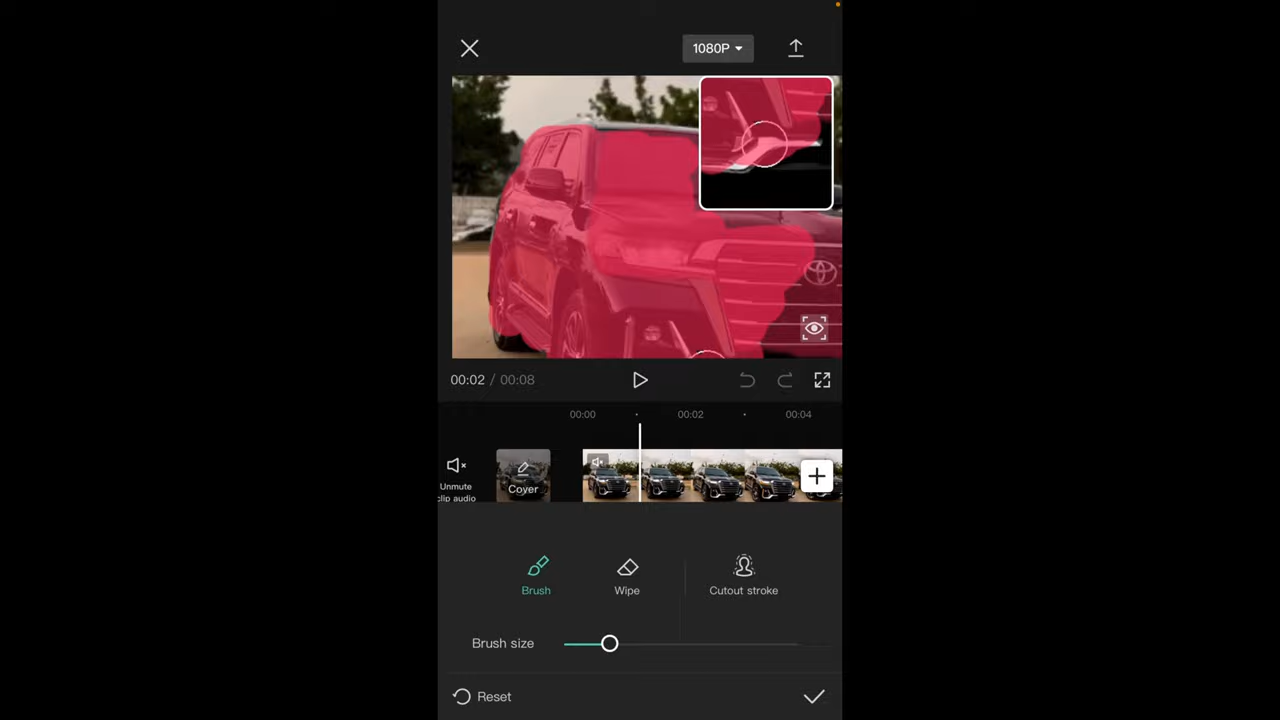 1080P
00:02 / 00:08
00:00 00:02 00:04
Unmute
clip audio
Cover
Brush
Wipe
Cutout stroke
Brush size
Reset